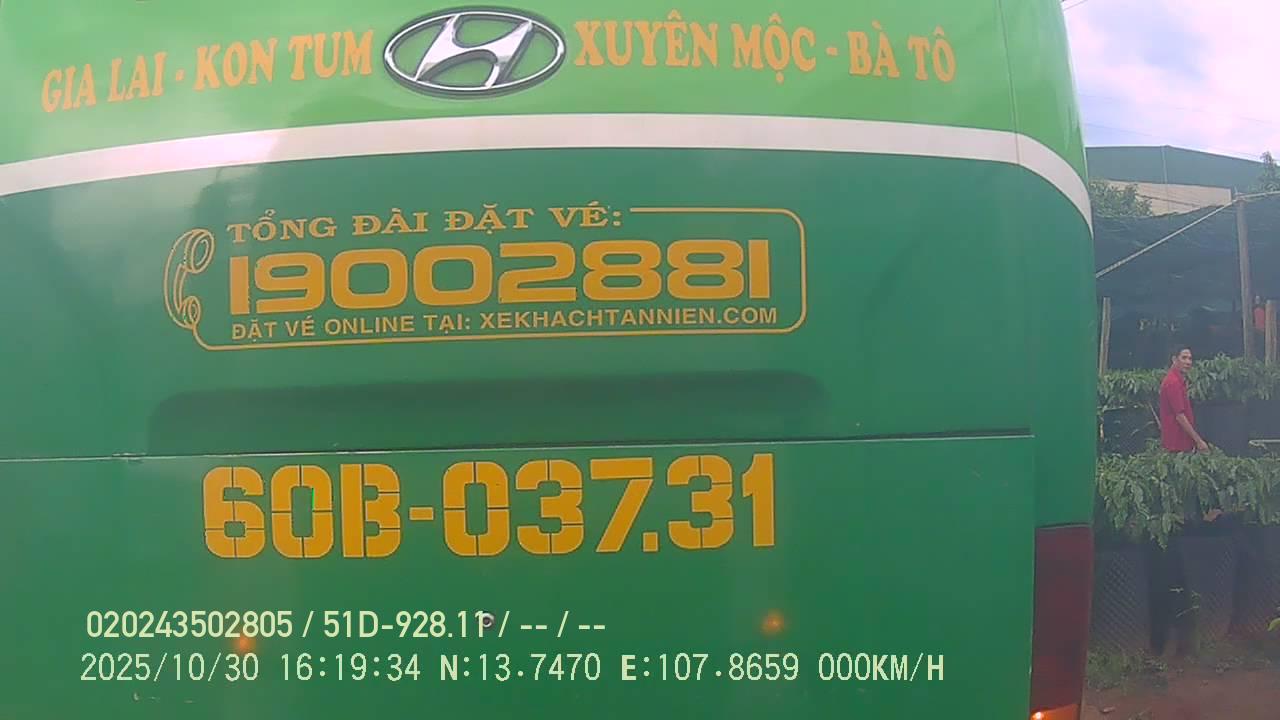 GIA LAI - KON TUM XUYÊN MỘC - BÀ TÔ
TỔNG ĐÀI ĐẶT VÉ:
19002881
ĐẶT VÉ ONLINE TẠI: XEKHACHTANNIEN.COM
60B-037.31
020243502805 / 51D-928.11 / -- / --
2025/10/30 16:19:34 N:13.7470 E:107.8659 000KM/H